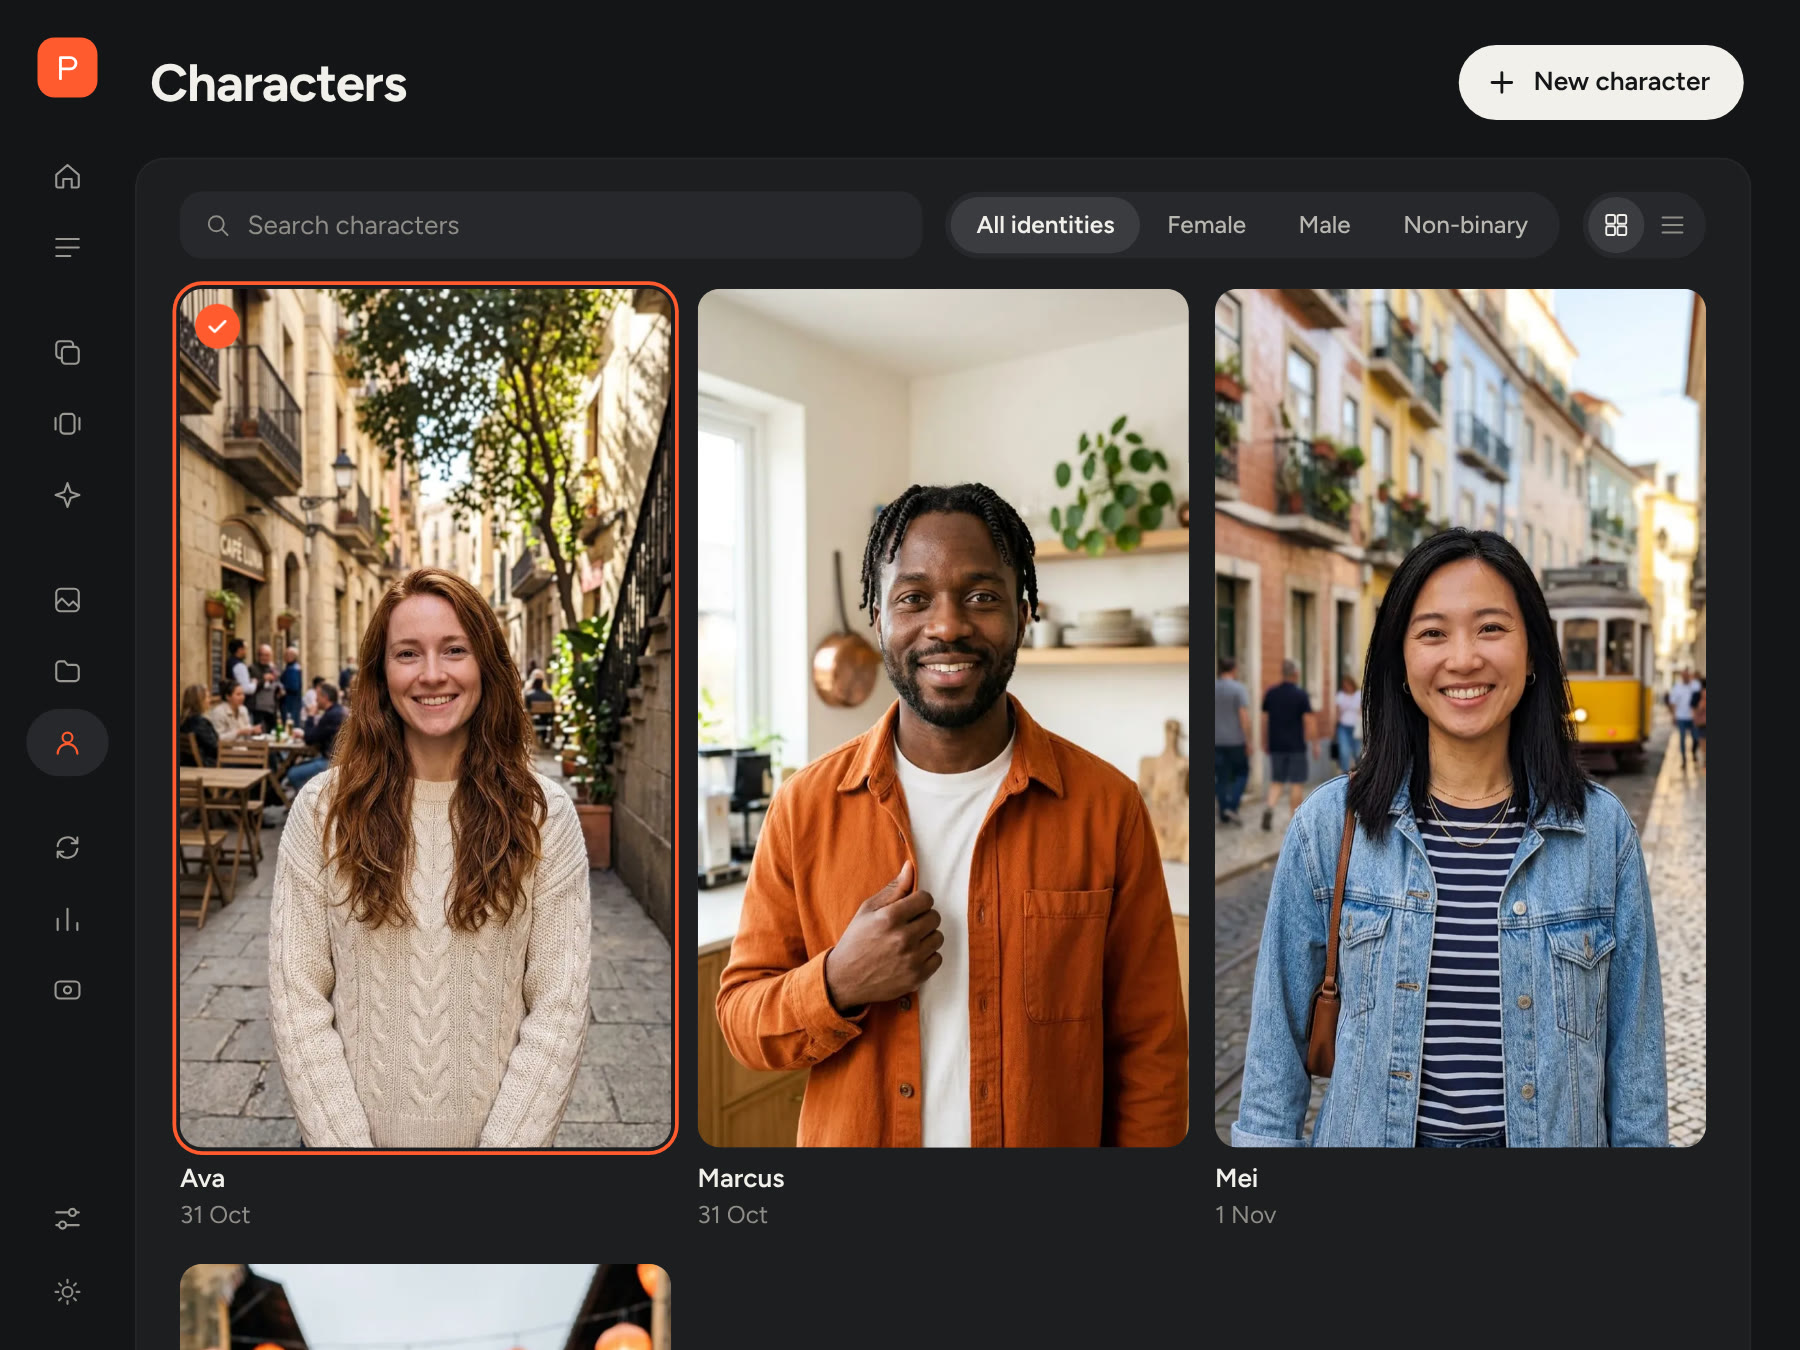 P
Characters
New character
Search characters
All identities
Female
Male
Non-binary
CAFÉ
Ava
31 Oct
Marcus
31 Oct
Mei
1 Nov